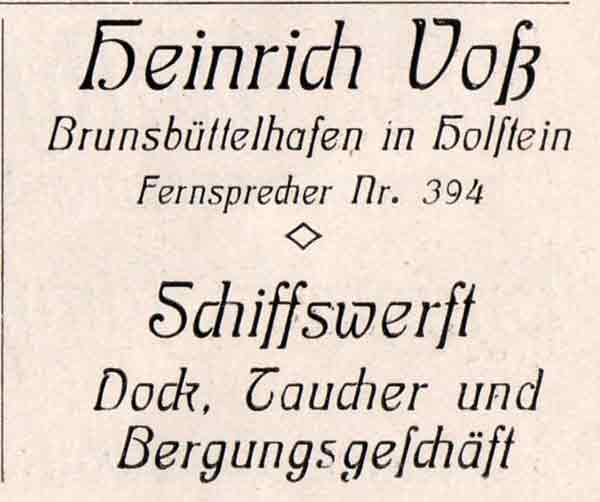 Heinrich Voß
Brunsbüttelhafen in Holſtein
Fernsprecher Nr. 394
Schiffswerft
Dock, Taucher und
Bergungsgeſchäft